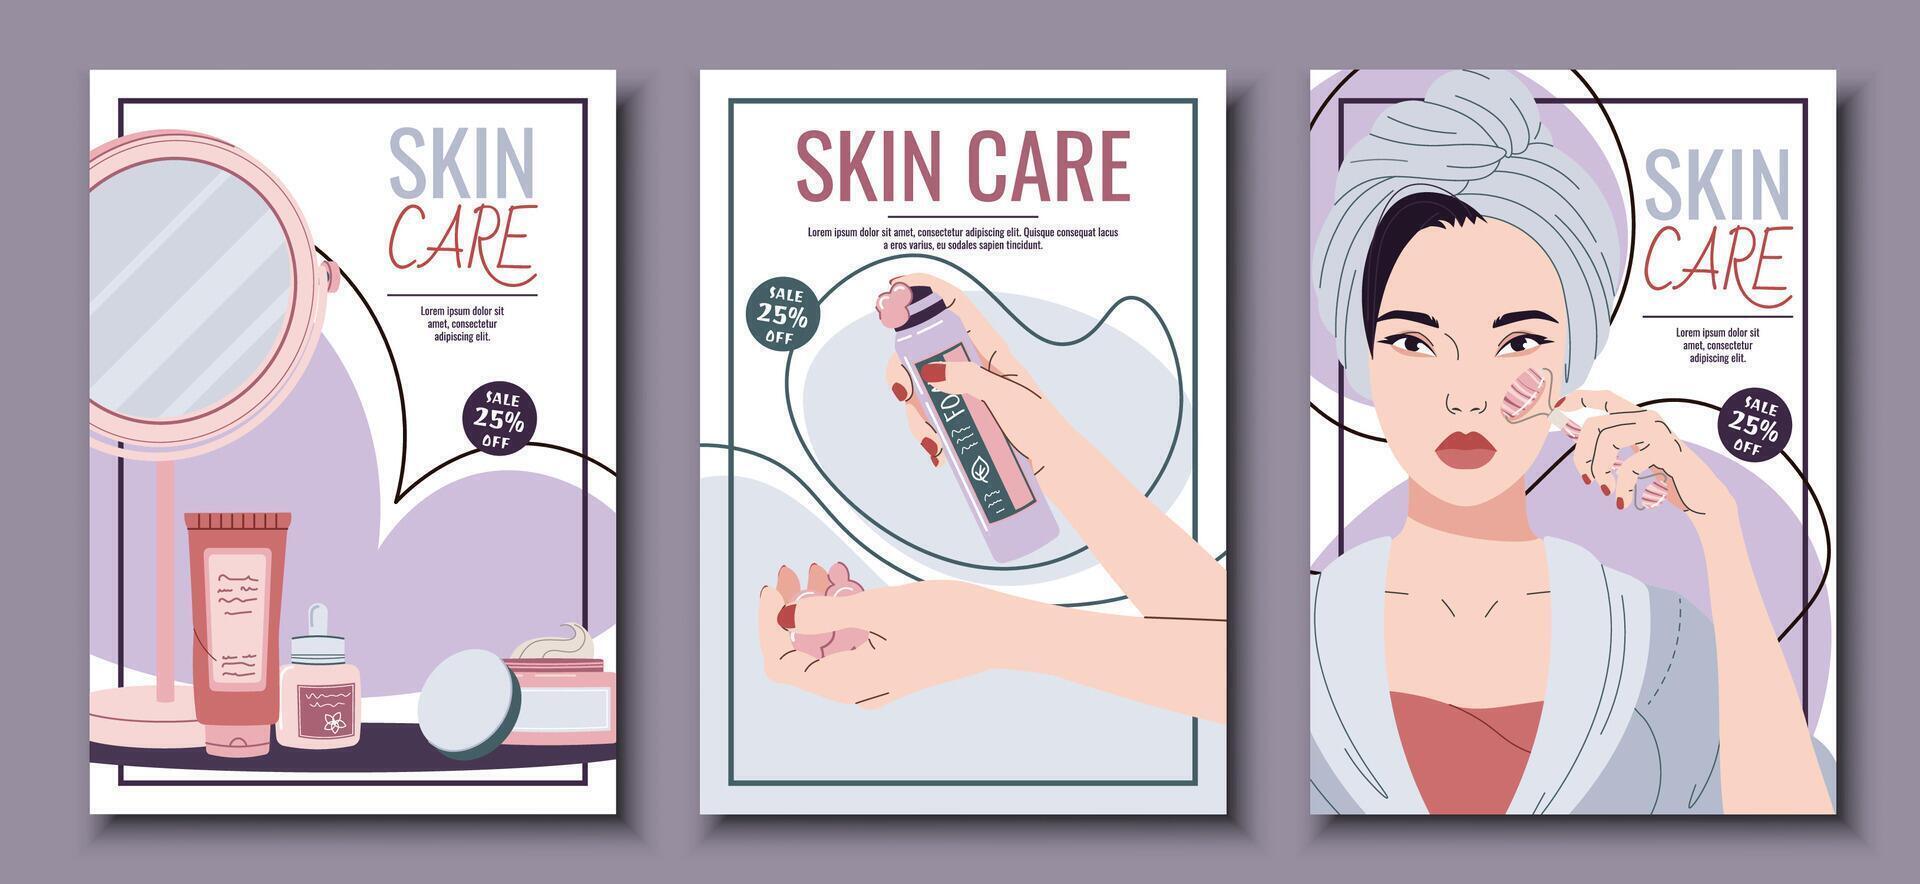 SKIN
CARE
Lorem ipsum dolor sit
amet, consectetur
adipiscing elit.
SALE
25%
OFF
SKIN CARE
Lorem ipsum dolor sit amet, consectetur adipiscing elit. Quisque consequat lacus
a eros varius, eu sodales sapien tincidunt.
SALE
25%
OFF
SKIN
CARE
Lorem ipsum dolor sit
amet, consectetur
adipiscing elit.
SALE
25%
OFF